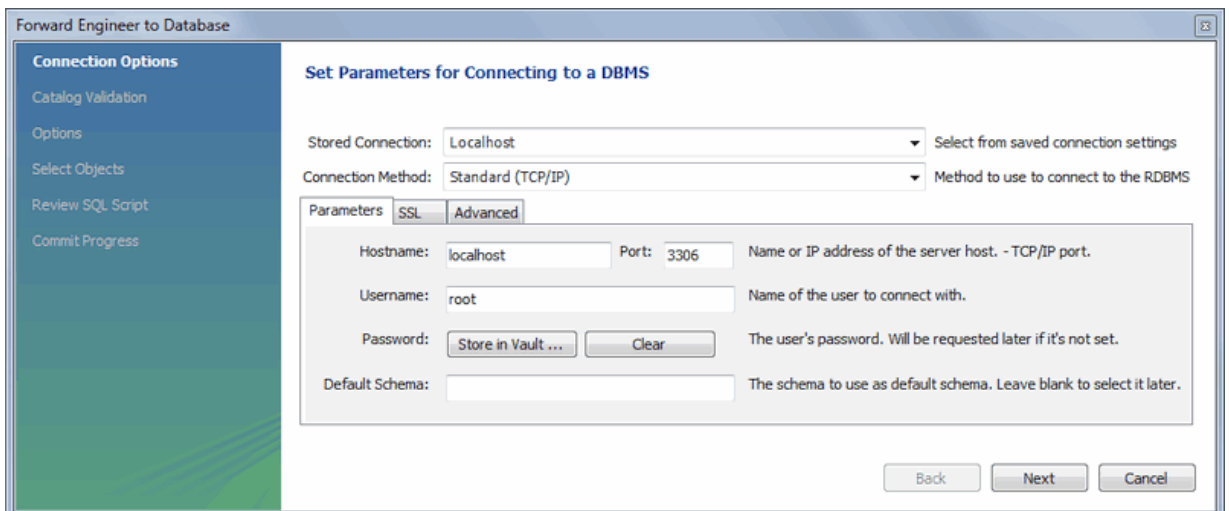 Forward Engineer to Database
Connection Options
Catalog Validation
Options
Select Objects
Review SQL Script
Commit Progress
Set Parameters for Connecting to a DBMS
Stored Connection: Localhost Select from saved connection settings
Connection Method: Standard (TCP/IP) Method to use to connect to the RDBMS
Parameters SSL Advanced
Hostname: localhost Port: 3306 Name or IP address of the server host. - TCP/IP port.
Username: root Name of the user to connect with.
Password: Store in Vault ... Clear The user's password. Will be requested later if it's not set.
Default Schema: The schema to use as default schema. Leave blank to select it later.
Back Next Cancel